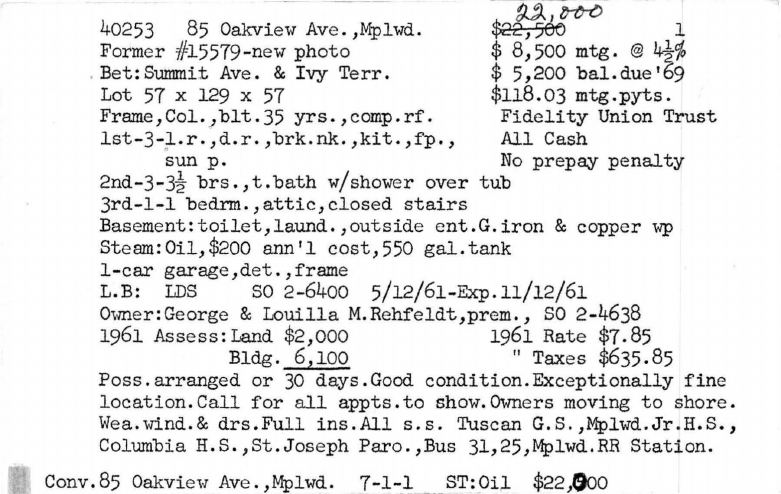 22,000
40253 85 Oakview Ave.,Mplwd. $22,500 1
Former #15579-new photo $ 8,500 mtg. @ 4½%
Bet:Summit Ave. & Ivy Terr. $ 5,200 bal.due'69
Lot 57 x 129 x 57 $118.03 mtg.pyts.
Frame,Col.,blt.35 yrs.,comp.rf. Fidelity Union Trust
1st-3-l.r.,d.r.,brk.nk.,kit.,fp., All Cash
sun p. No prepay penalty
2nd-3-3½ brs.,t.bath w/shower over tub
3rd-1-1 bedrm.,attic,closed stairs
Basement:toilet,laund.,outside ent.G.iron & copper wp
Steam:Oil,$200 ann'l cost,550 gal.tank
1-car garage,det.,frame
L.B: LDS SO 2-6400 5/12/61-Exp.11/12/61
Owner:George & Louilla M.Rehfeldt,prem., SO 2-4638
1961 Assess:Land $2,000 1961 Rate $7.85
Bldg. 6,100 " Taxes $635.85
Poss.arranged or 30 days.Good condition.Exceptionally fine
location.Call for all appts.to show.Owners moving to shore.
Wea.wind.& drs.Full ins.All s.s. Tuscan G.S.,Mplwd.Jr.H.S.,
Columbia H.S.,St.Joseph Paro.,Bus 31,25,Mplwd.RR Station.
Conv.85 Oakview Ave.,Mplwd. 7-1-1 ST:Oil $22,000